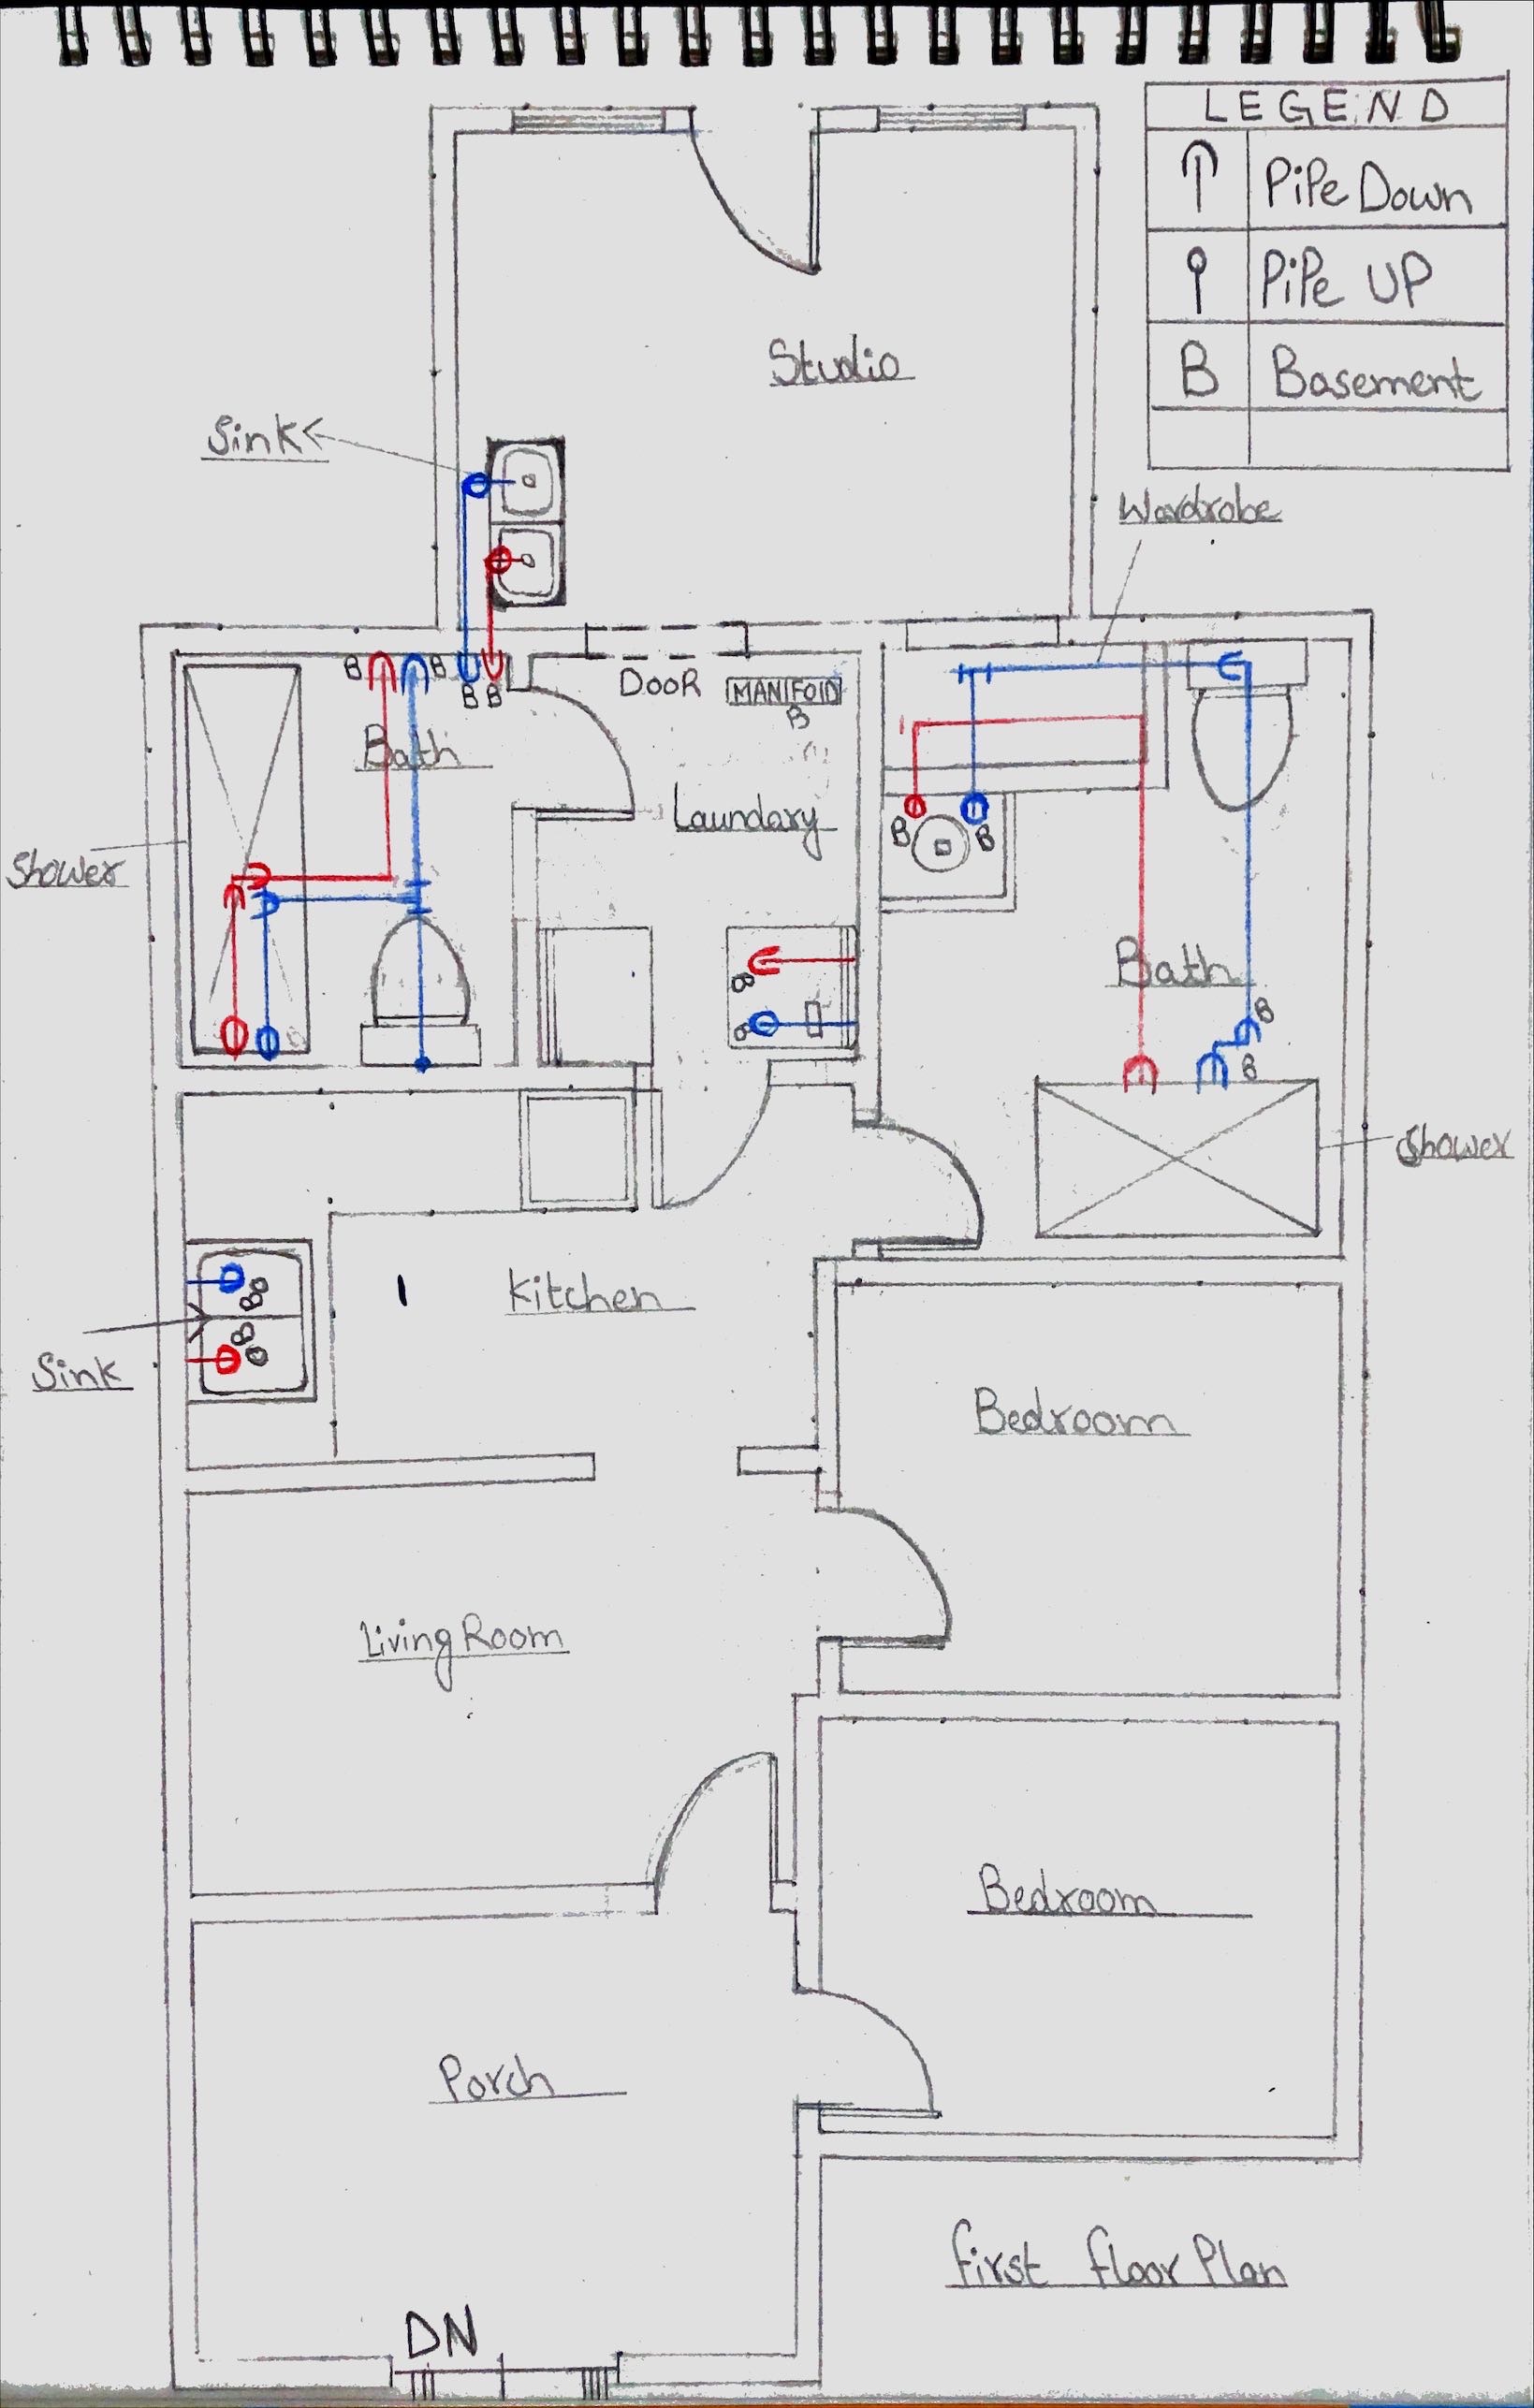 LEGEND
Pipe Down
Pipe UP
B Basement
Studio
Sink
Wardrobe
B B B B
DOOR
MANIFOLD
B
Bath
Laundary
Shower
B B
Bath
B
B
Shower
Kitchen
Sink
Bedroom
Living Room
Bedroom
Porch
First Floor Plan
DN